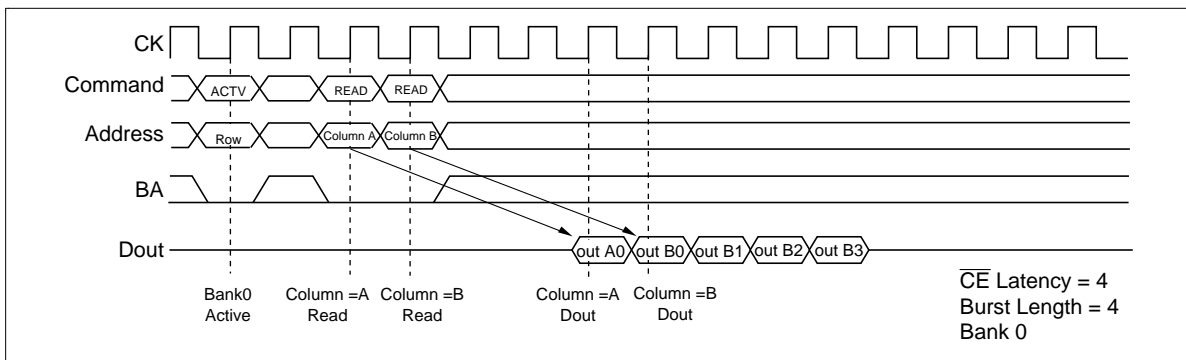 CK
Command
ACTV
READ
READ
Address
Row
Column A
Column B
BA
Dout
out A0
out B0
out B1
out B2
out B3
Bank0
Active
Column =A
Read
Column =B
Read
Column =A
Dout
Column =B
Dout
CE Latency = 4
Burst Length = 4
Bank 0